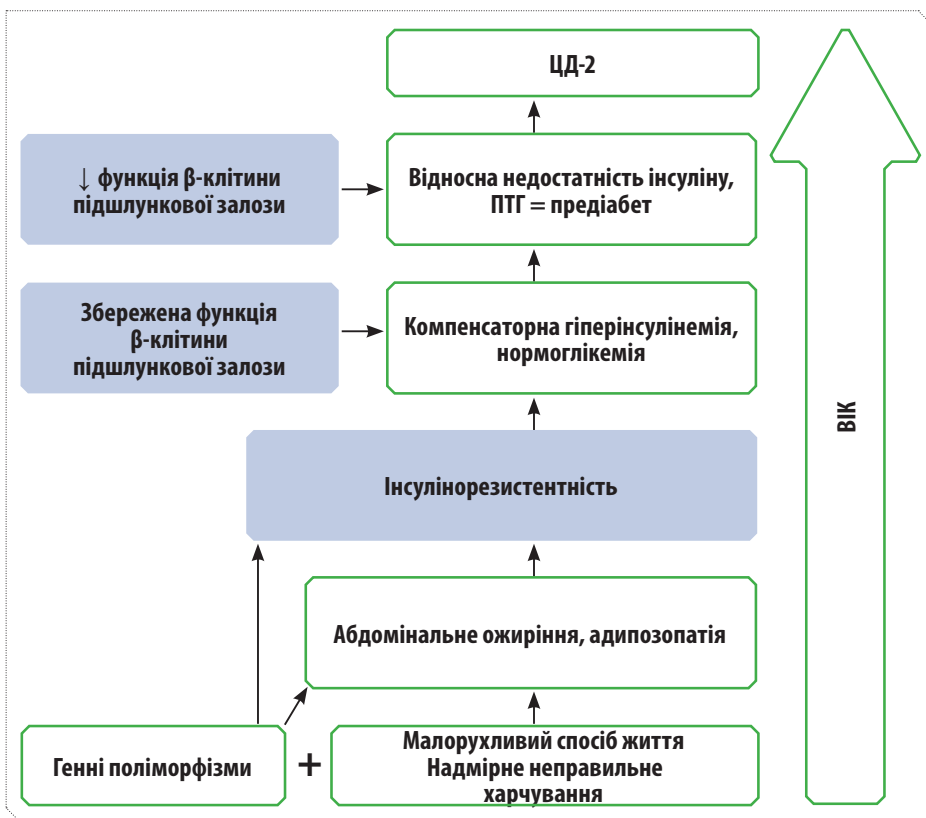 ЦД-2
↓ функція β-клітини
підшлункової залози
Відносна недостатність інсуліну,
ПТГ = предіабет
Збережена функція
β-клітини
підшлункової залози
Компенсаторна гіперінсулінемія,
нормоглікемія
Інсулінорезистентність
Абдомінальне ожиріння, адипозопатія
Генні поліморфізми
+
Малорухливий спосіб життя
Надмірне неправильне
харчування
ВІК